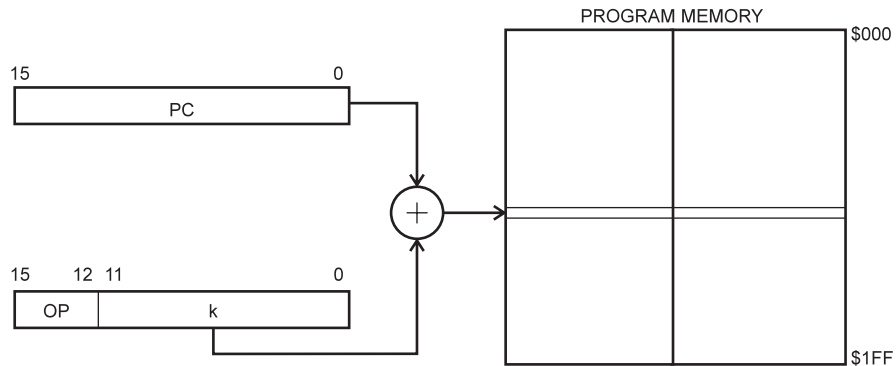 PROGRAM MEMORY
$000
15 0
PC
+
15 12 11 0
OP k
$1FF